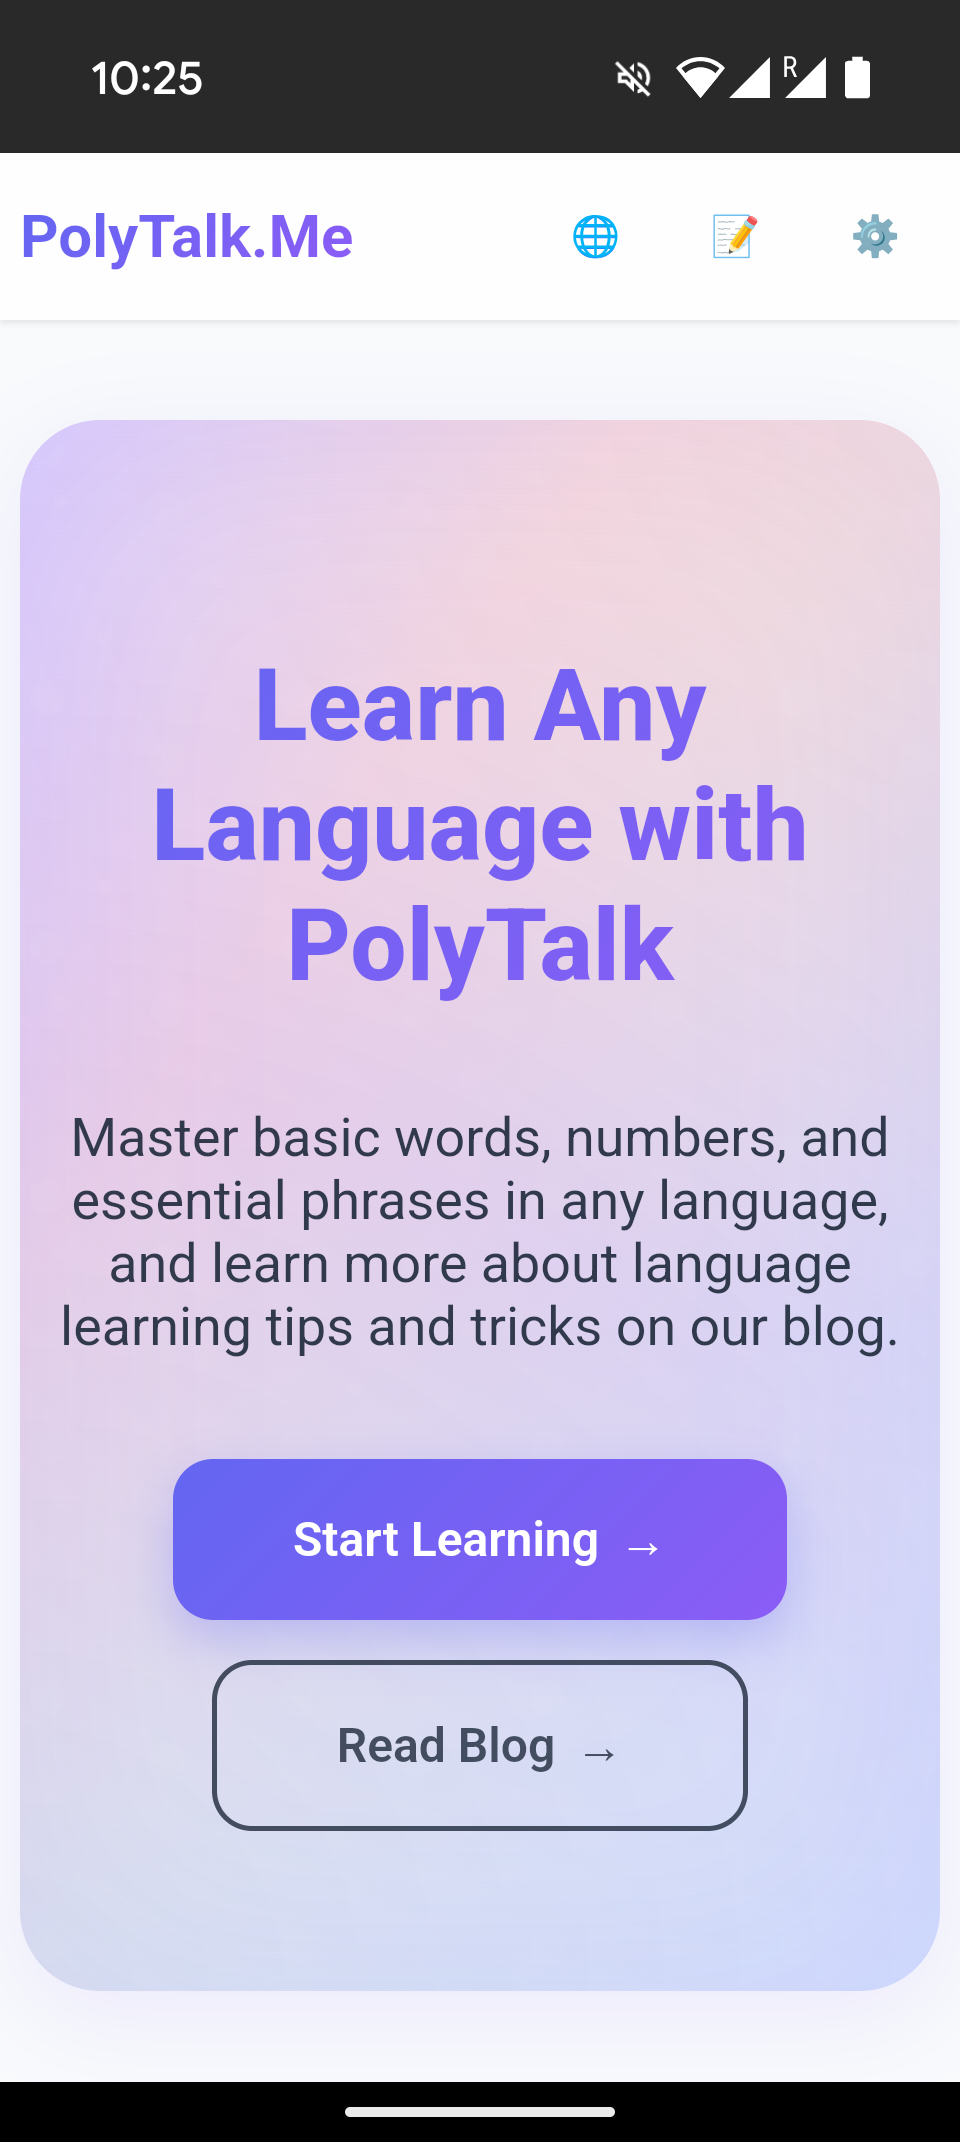 10:25
R
PolyTalk.Me
Learn Any
Language with
PolyTalk
Master basic words, numbers, and
essential phrases in any language,
and learn more about language
learning tips and tricks on our blog.
Start Learning →
Read Blog →